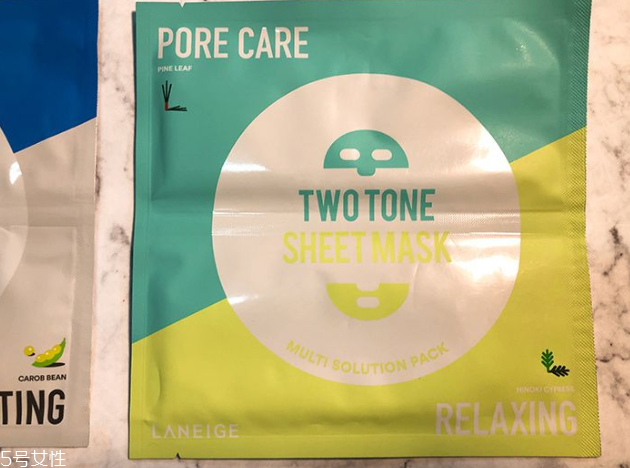 PORE CARE
PINE LEAF
TWO TONE
SHEET MASK
MULTI SOLUTION PACK
HINOKI CYPRESS
RELAXING
LANEIGE
CAROB BEAN
TING
5号女性